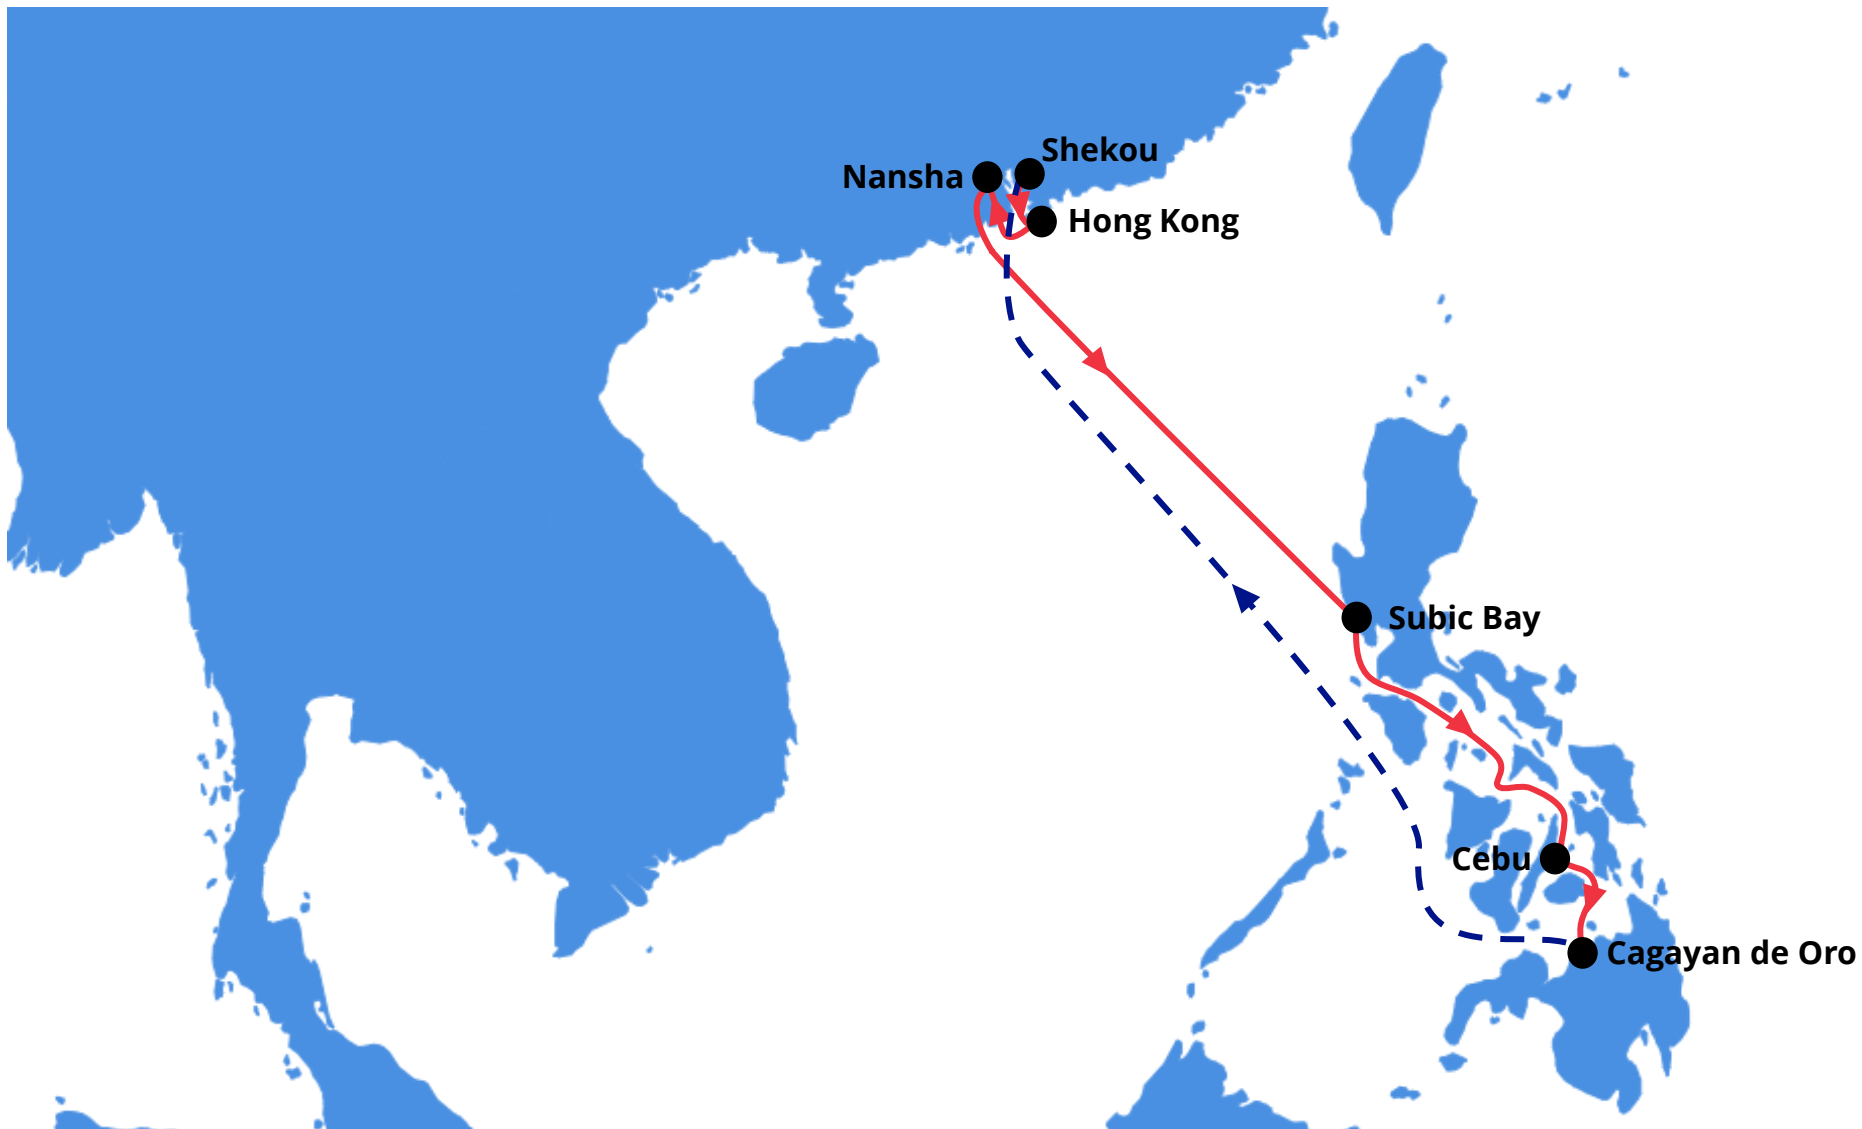 Shekou
Nansha
Hong Kong
Subic Bay
Cebu
Cagayan de Oro